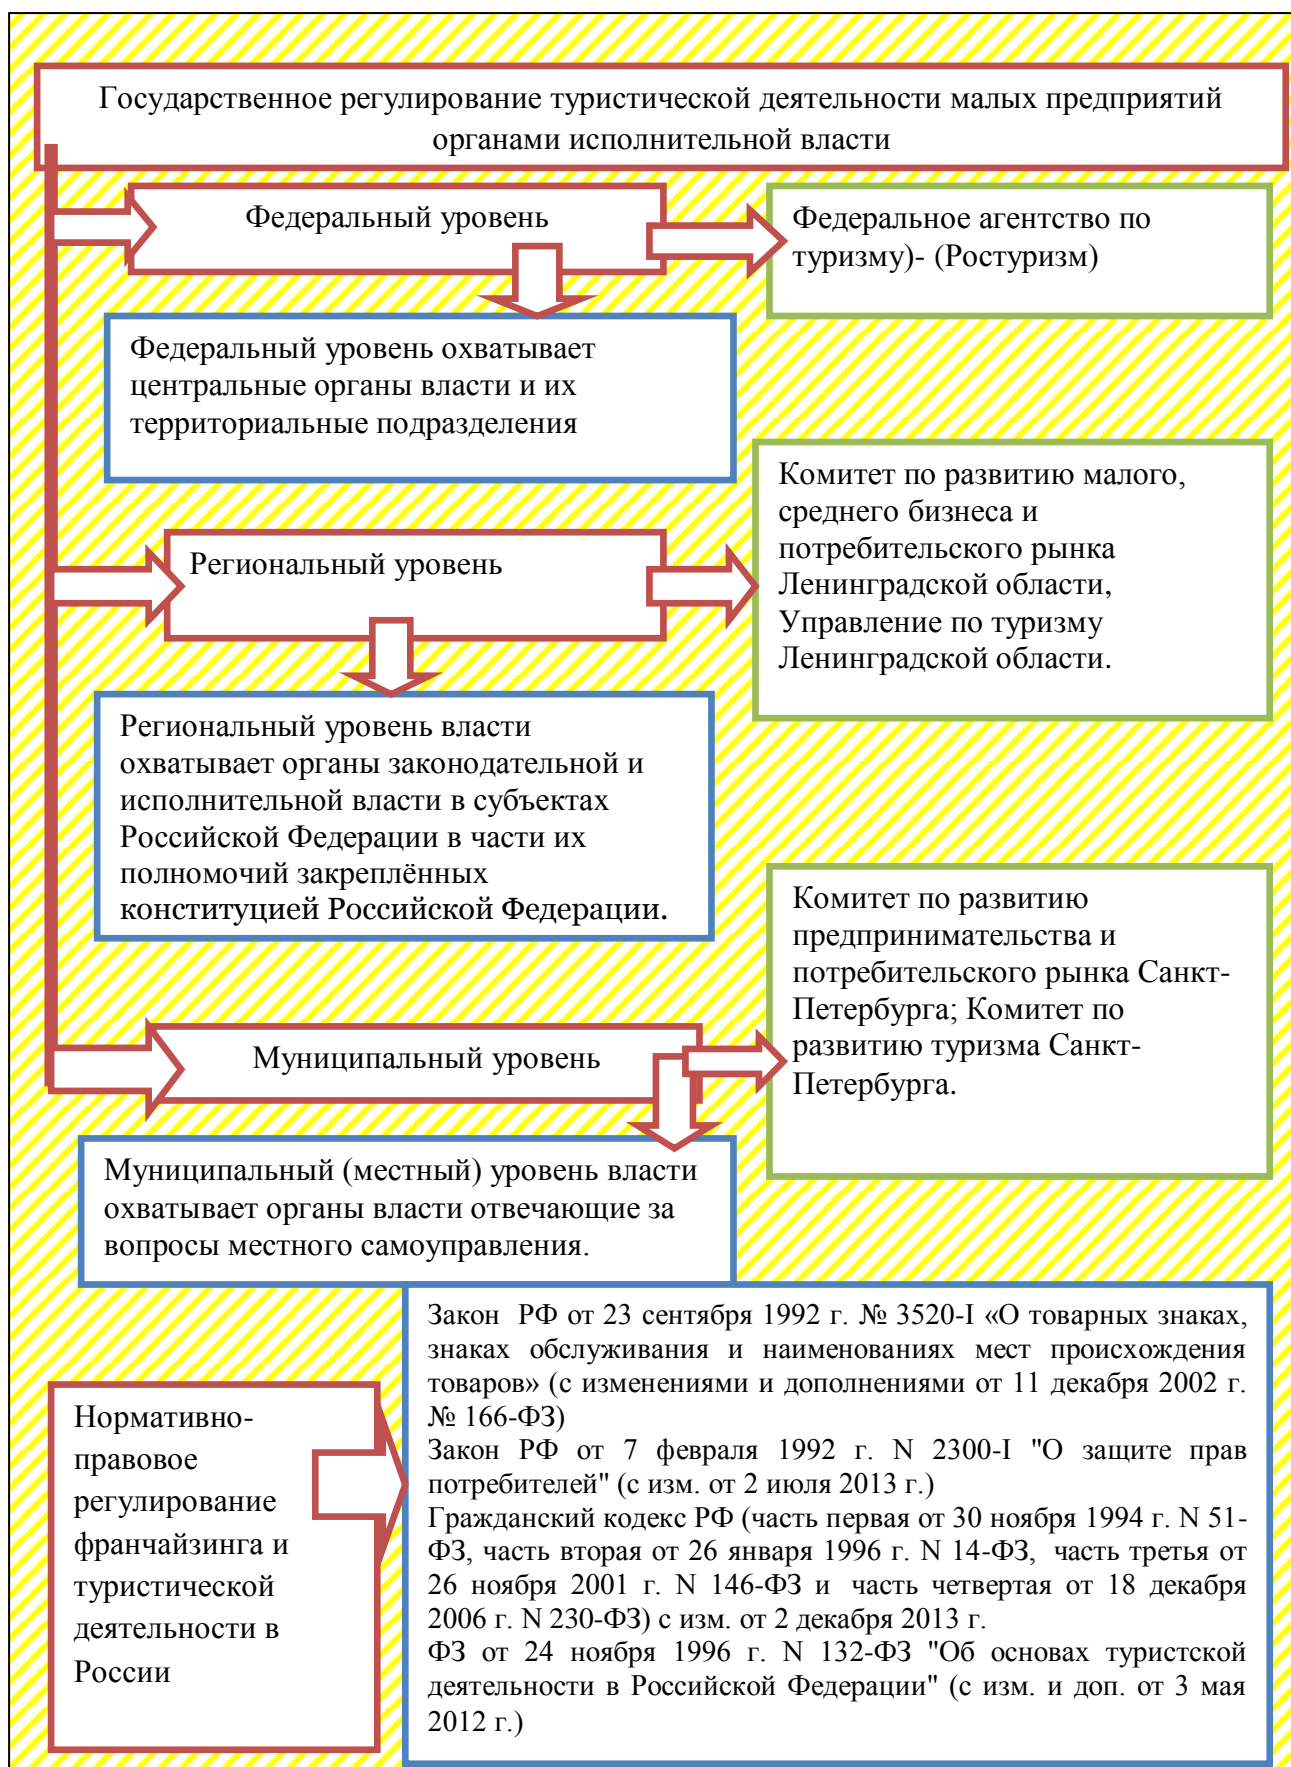 Государственное регулирование туристической деятельности малых предприятий
органами исполнительной власти
Федеральный уровень
Федеральное агентство по
туризму)- (Ростуризм)
Федеральный уровень охватывает
центральные органы власти и их
территориальные подразделения
Региональный уровень
Комитет по развитию малого,
среднего бизнеса и
потребительского рынка
Ленинградской области,
Управление по туризму
Ленинградской области.
Региональный уровень власти
охватывает органы законодательной и
исполнительной власти в субъектах
Российской Федерации в части их
полномочий закреплённых
конституцией Российской Федерации.
Муниципальный уровень
Комитет по развитию
предпринимательства и
потребительского рынка Санкт-
Петербурга; Комитет по
развитию туризма Санкт-
Петербурга.
Муниципальный (местный) уровень власти
охватывает органы власти отвечающие за
вопросы местного самоуправления.
Нормативно-
правовое
регулирование
франчайзинга и
туристической
деятельности в
России
Закон РФ от 23 сентября 1992 г. № 3520-I «О товарных знаках,
знаках обслуживания и наименованиях мест происхождения
товаров» (с изменениями и дополнениями от 11 декабря 2002 г.
№ 166-ФЗ)
Закон РФ от 7 февраля 1992 г. N 2300-I "О защите прав
потребителей" (с изм. от 2 июля 2013 г.)
Гражданский кодекс РФ (часть первая от 30 ноября 1994 г. N 51-
ФЗ, часть вторая от 26 января 1996 г. N 14-ФЗ, часть третья от
26 ноября 2001 г. N 146-ФЗ и часть четвертая от 18 декабря
2006 г. N 230-ФЗ) с изм. от 2 декабря 2013 г.
ФЗ от 24 ноября 1996 г. N 132-ФЗ "Об основах туристской
деятельности в Российской Федерации" (с изм. и доп. от 3 мая
2012 г.)